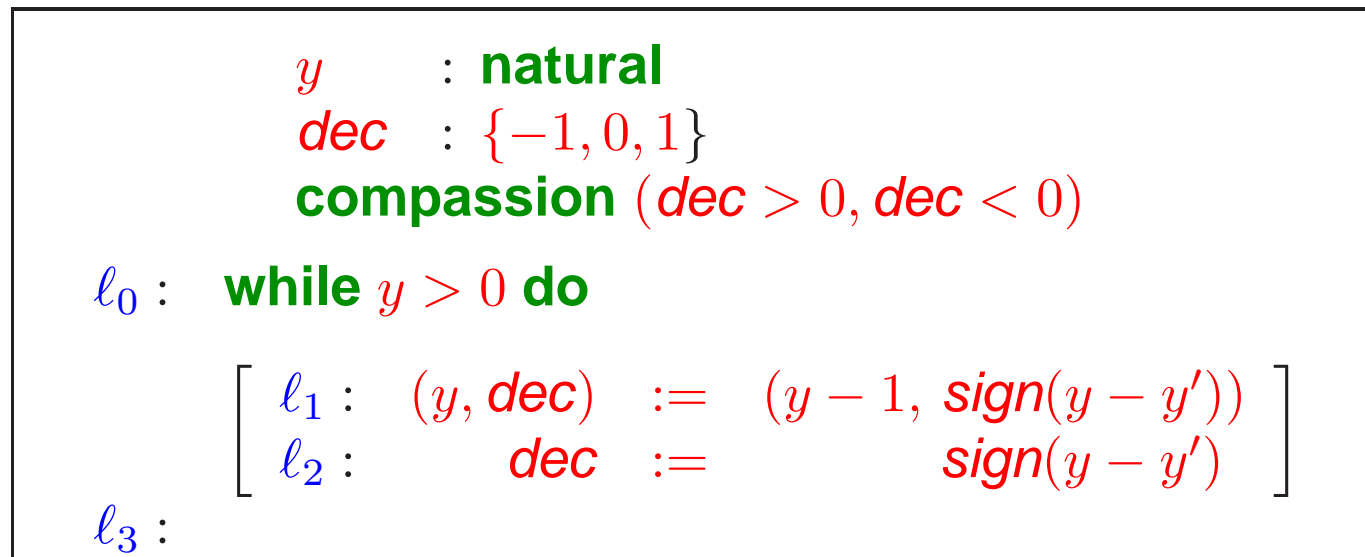 y : natural
dec : {−1, 0, 1}
compassion (dec > 0, dec < 0)
ℓ₀ : while y > 0 do
ℓ₁ : (y, dec) := (y − 1, sign(y − y′))
ℓ₂ : dec := sign(y − y′)
ℓ₃ :